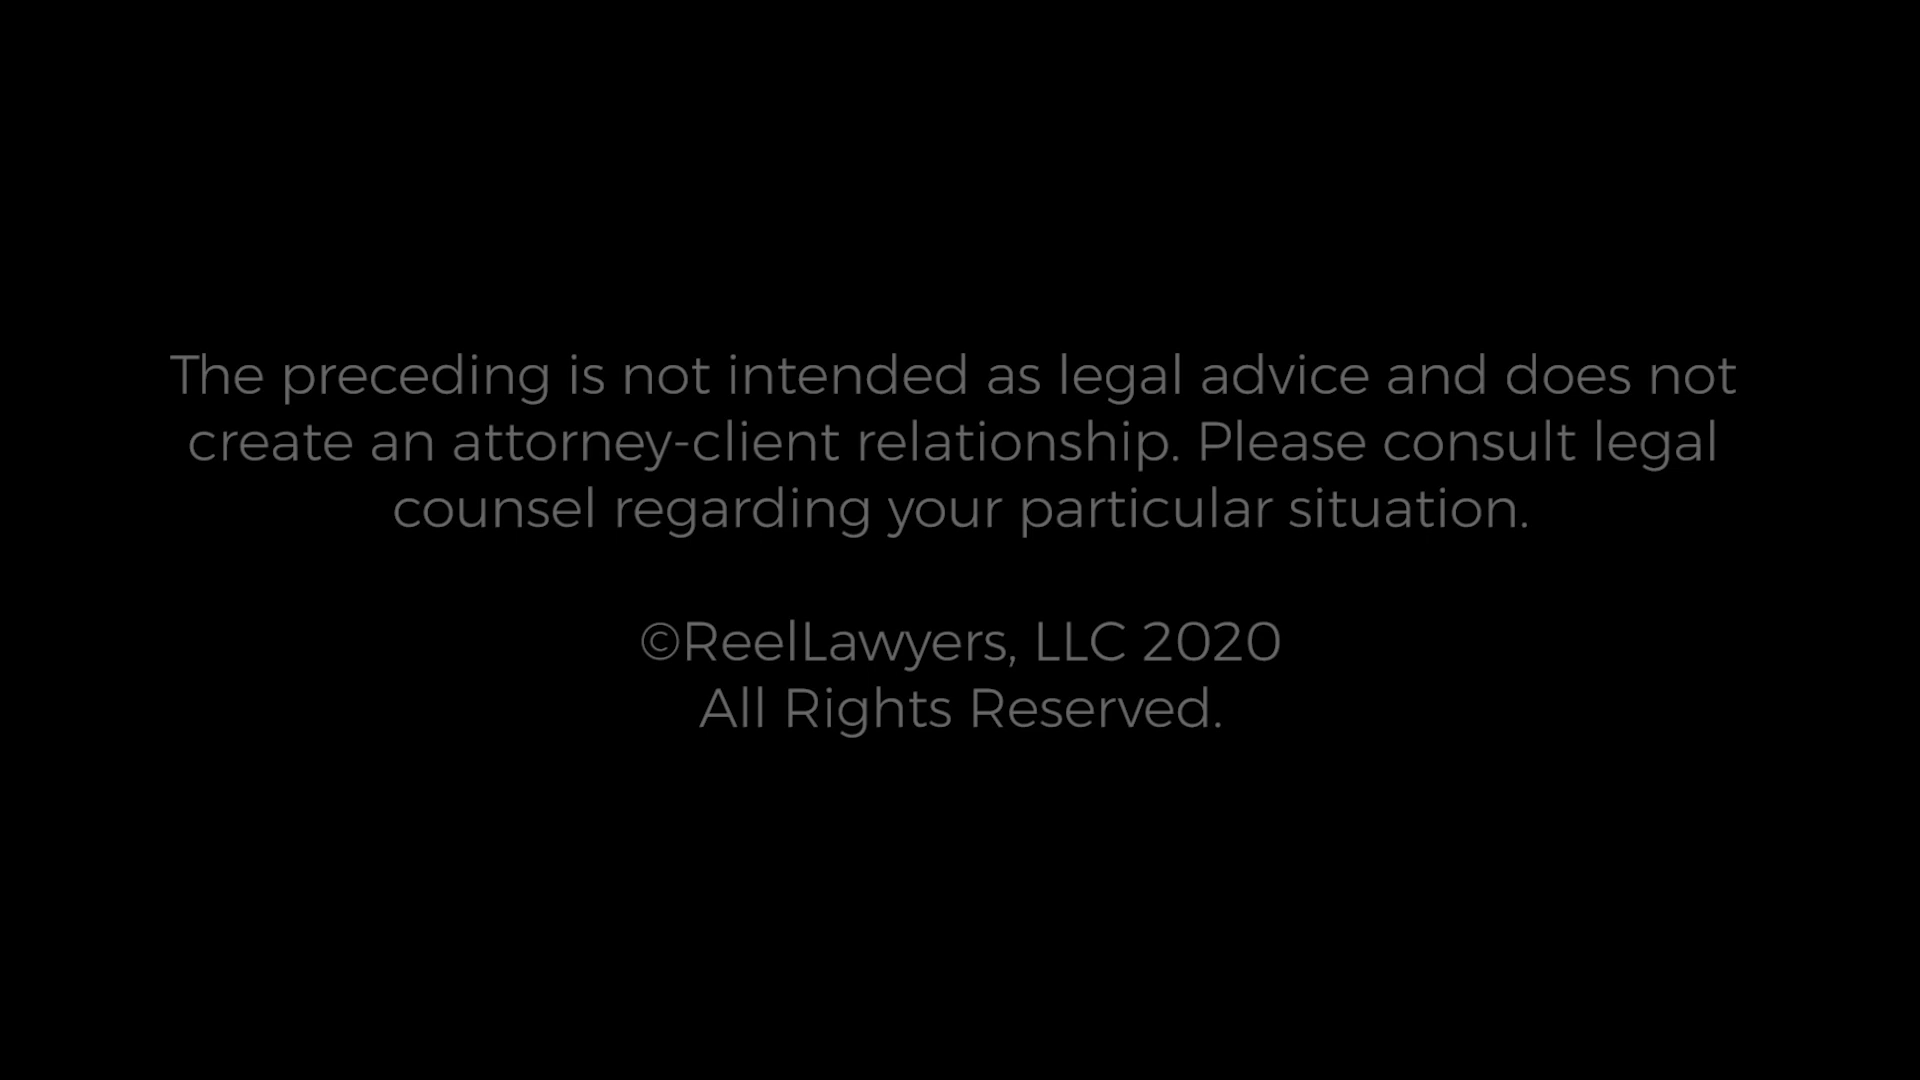 The preceding is not intended as legal advice and does not
create an attorney-client relationship. Please consult legal
counsel regarding your particular situation.
©ReelLawyers, LLC 2020
All Rights Reserved.